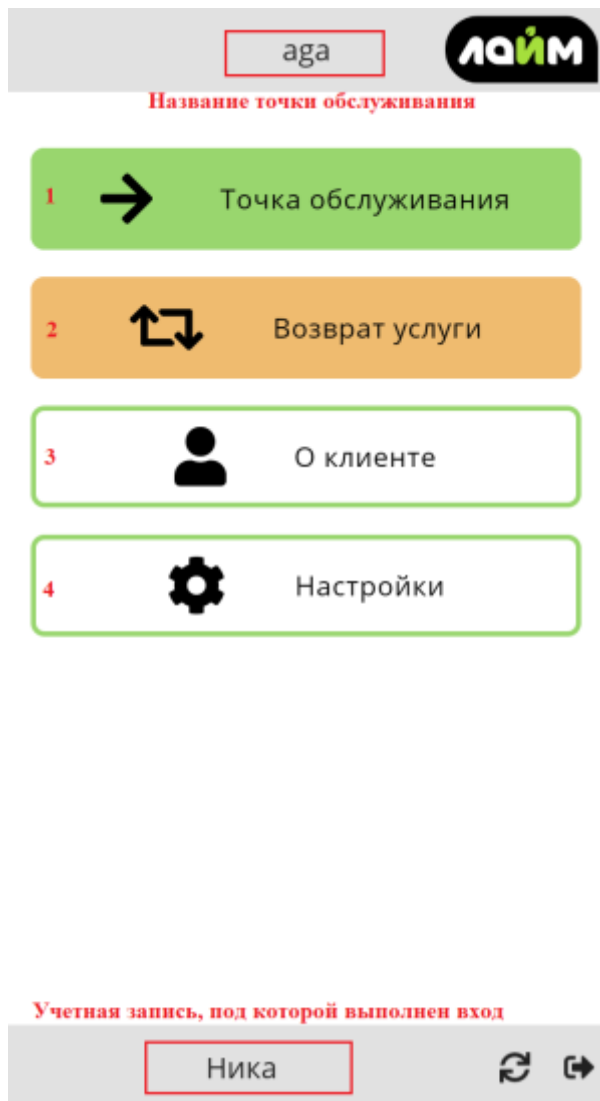 aga
лайм
Название точки обслуживания
1 Точка обслуживания
2 Возврат услуги
3 О клиенте
4 Настройки
Учетная запись, под которой выполнен вход
Ника